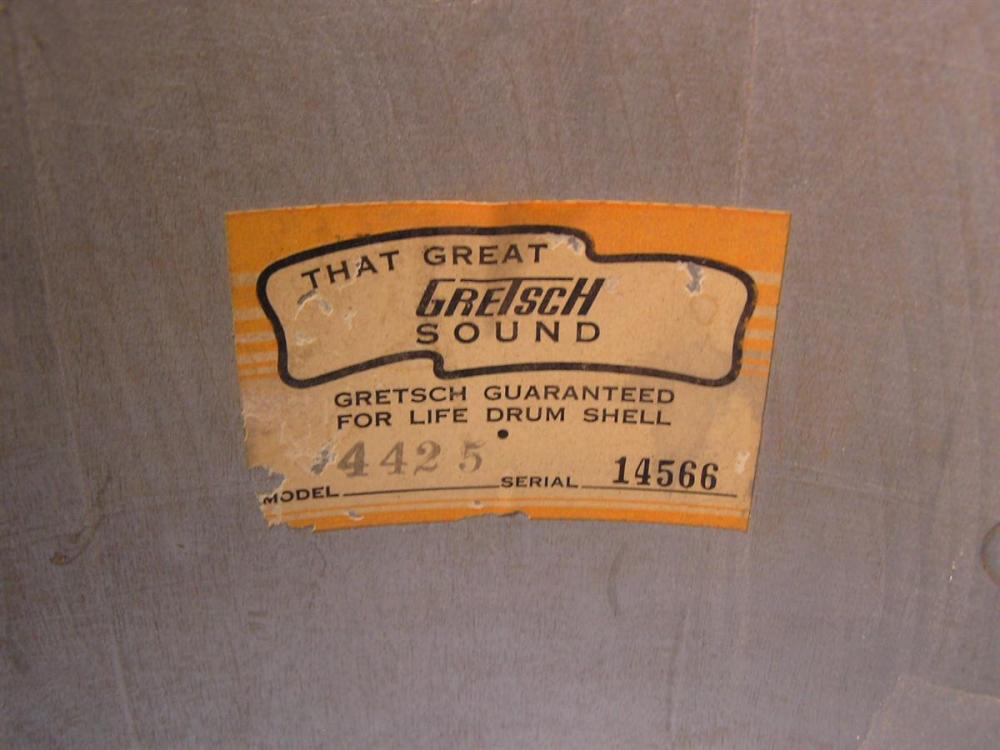 THAT GREAT
GRETSCH
SOUND
GRETSCH GUARANTEED
FOR LIFE DRUM SHELL
4425
MODEL SERIAL 14566